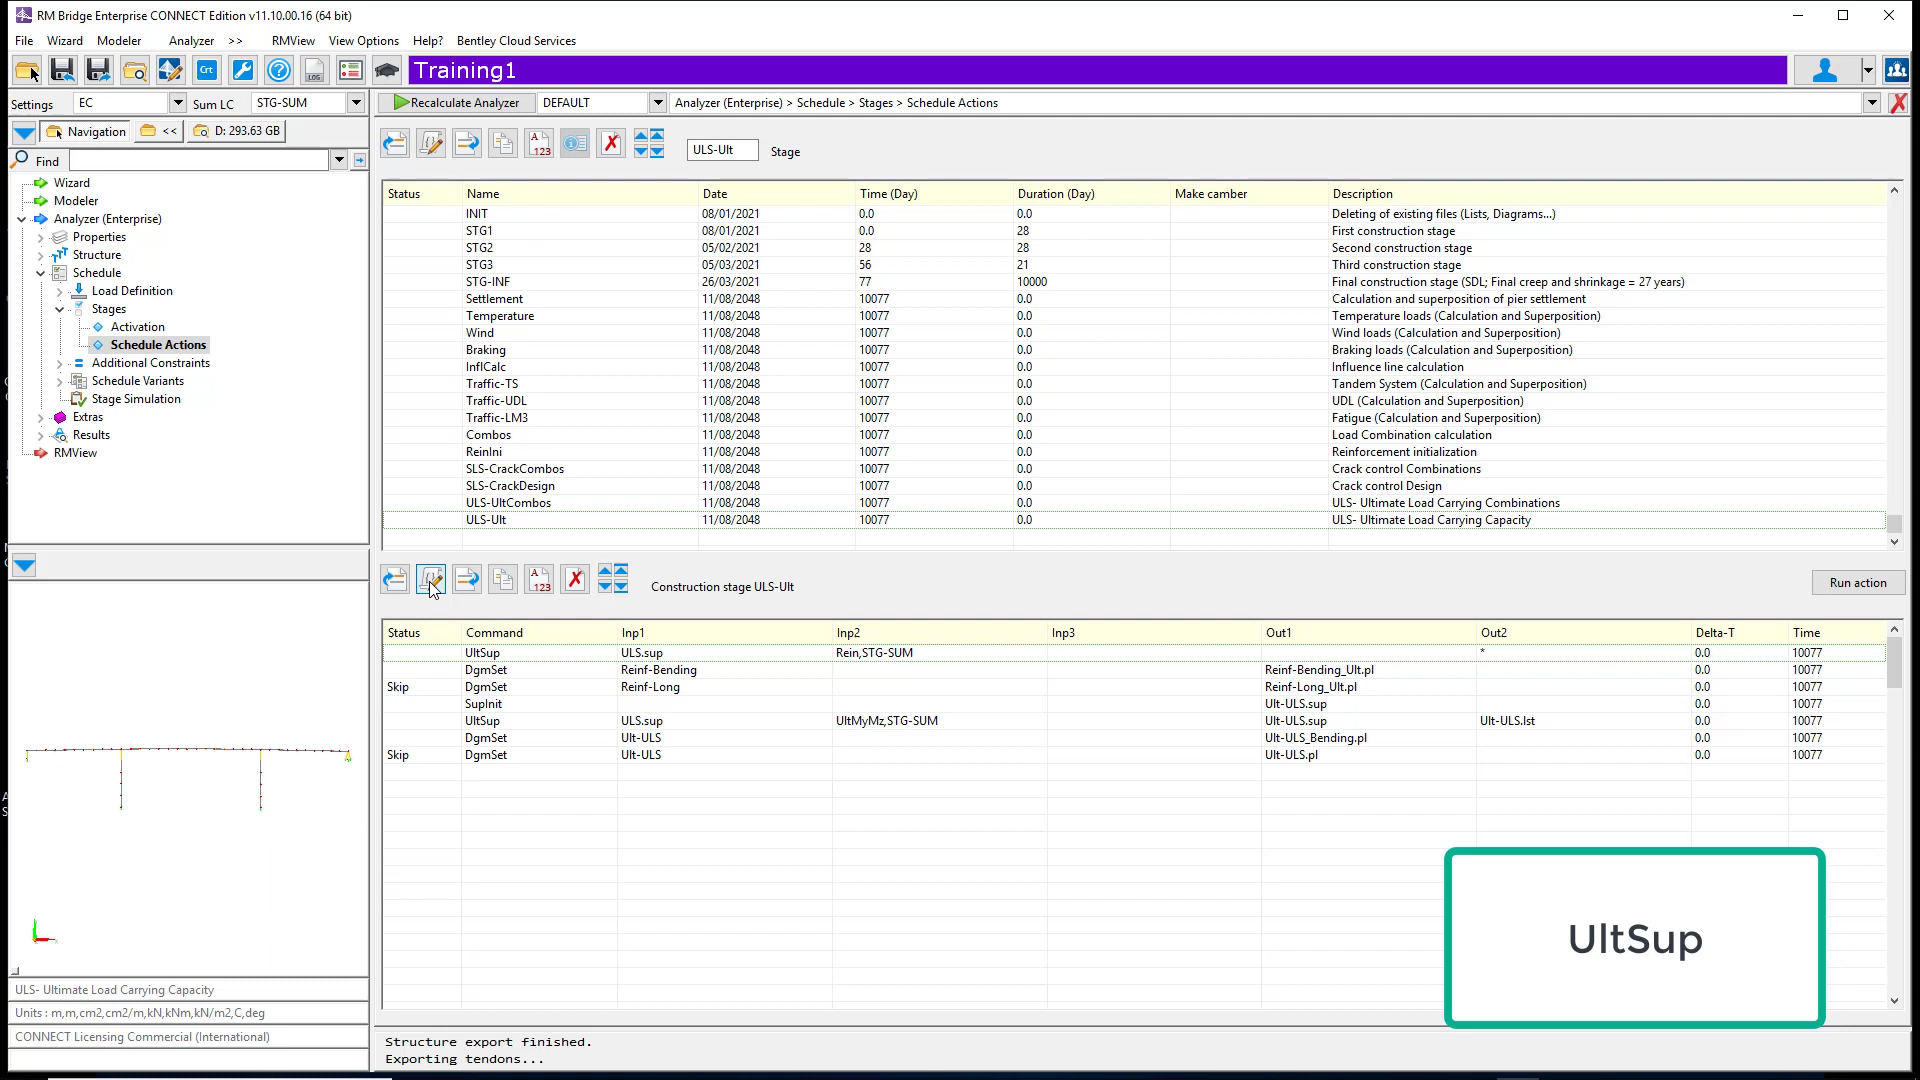 RM Bridge Enterprise CONNECT Edition v11.10.00.16 (64 bit)
File Wizard Modeler Analyzer >> RMView View Options Help? Bentley Cloud Services
Crt LOG Training1
Settings EC Sum LC STG-SUM Recalculate Analyzer DEFAULT Analyzer (Enterprise) > Schedule > Stages > Schedule Actions
Navigation << D: 293.63 GB
Find
Wizard
Modeler
Analyzer (Enterprise)
Properties
Structure
Schedule
Load Definition
Stages
Activation
Schedule Actions
Additional Constraints
Schedule Variants
Stage Simulation
Extras
Results
RMView
ULS- Ultimate Load Carrying Capacity
Units : m,m,cm2,cm2/m,kN,kNm,kN/m2,C,deg
CONNECT Licensing Commercial (International)
A 123 ULS-Ult Stage
Status Name Date Time (Day) Duration (Day) Make camber Description
INIT 08/01/2021 0.0 0.0 Deleting of existing files (Lists, Diagrams...)
STG1 08/01/2021 0.0 28 First construction stage
STG2 05/02/2021 28 28 Second construction stage
STG3 05/03/2021 56 21 Third construction stage
STG-INF 26/03/2021 77 10000 Final construction stage (SDL; Final creep and shrinkage = 27 years)
Settlement 11/08/2048 10077 0.0 Calculation and superposition of pier settlement
Temperature 11/08/2048 10077 0.0 Temperature loads (Calculation and Superposition)
Wind 11/08/2048 10077 0.0 Wind loads (Calculation and Superposition)
Braking 11/08/2048 10077 0.0 Braking loads (Calculation and Superposition)
InflCalc 11/08/2048 10077 0.0 Influence line calculation
Traffic-TS 11/08/2048 10077 0.0 Tandem System (Calculation and Superposition)
Traffic-UDL 11/08/2048 10077 0.0 UDL (Calculation and Superposition)
Traffic-LM3 11/08/2048 10077 0.0 Fatigue (Calculation and Superposition)
Combos 11/08/2048 10077 0.0 Load Combination calculation
ReinIni 11/08/2048 10077 0.0 Reinforcement initialization
SLS-CrackCombos 11/08/2048 10077 0.0 Crack control Combinations
SLS-CrackDesign 11/08/2048 10077 0.0 Crack control Design
ULS-UltCombos 11/08/2048 10077 0.0 ULS- Ultimate Load Carrying Combinations
ULS-Ult 11/08/2048 10077 0.0 ULS- Ultimate Load Carrying Capacity
A 123 Construction stage ULS-Ult Run action
Status Command Inp1 Inp2 Inp3 Out1 Out2 Delta-T Time
UltSup ULS.sup Rein,STG-SUM * 0.0 10077
DgmSet Reinf-Bending Reinf-Bending_Ult.pl 0.0 10077
Skip DgmSet Reinf-Long Reinf-Long_Ult.pl 0.0 10077
SupInit Ult-ULS.sup 0.0 10077
UltSup ULS.sup UltMyMz,STG-SUM Ult-ULS.sup Ult-ULS.lst 0.0 10077
DgmSet Ult-ULS Ult-ULS_Bending.pl 0.0 10077
Skip DgmSet Ult-ULS Ult-ULS.pl 0.0 10077
UltSup
Structure export finished.
Exporting tendons...